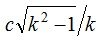 c√(k² − 1)/k